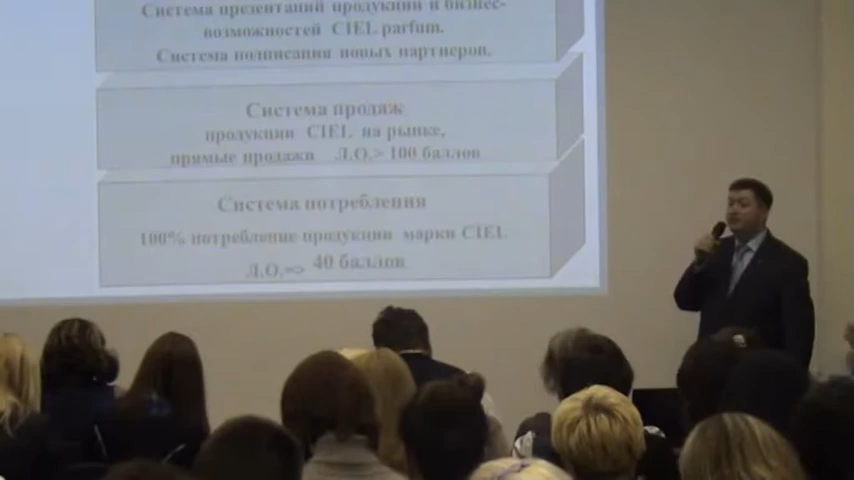 Система презентаций продукции и бизнес-
возможностей CIEL parfum.
Система подписания новых партнеров.
Система продаж
продукции CIEL на рынке,
прямые продажи Л.О.> 100 баллов
Система потребления
100% потребление продукции марки CIEL
Л.О.=> 40 баллов